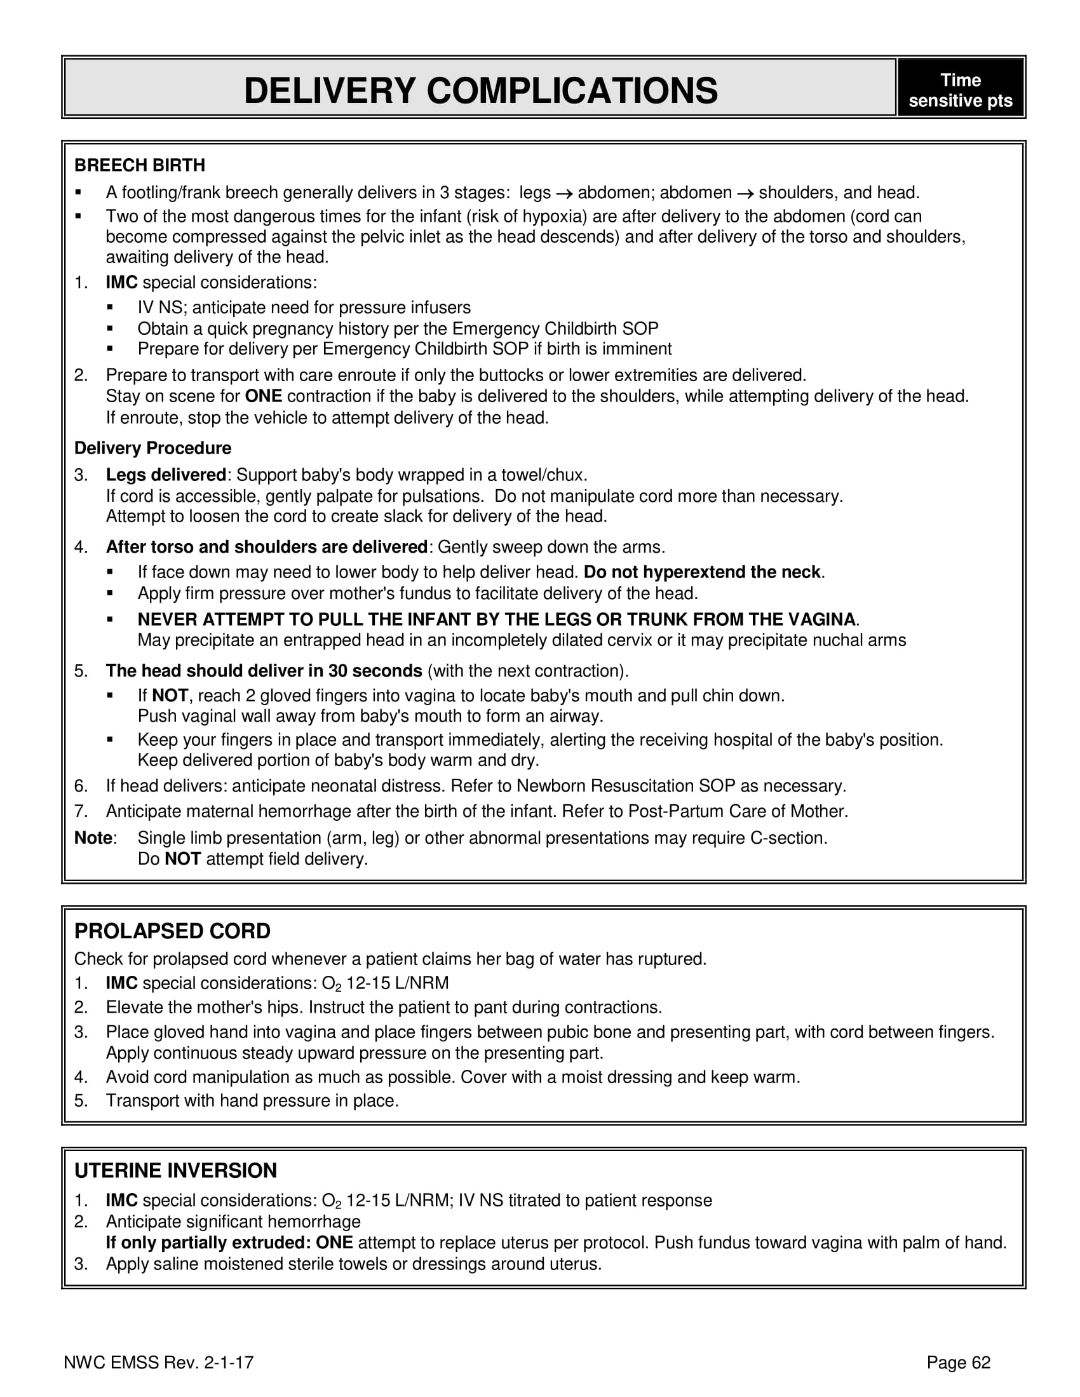 DELIVERY COMPLICATIONS
Time
sensitive pts
BREECH BIRTH
▪ A footling/frank breech generally delivers in 3 stages: legs → abdomen; abdomen → shoulders, and head.
▪ Two of the most dangerous times for the infant (risk of hypoxia) are after delivery to the abdomen (cord can
become compressed against the pelvic inlet as the head descends) and after delivery of the torso and shoulders,
awaiting delivery of the head.
1. IMC special considerations:
▪ IV NS; anticipate need for pressure infusers
▪ Obtain a quick pregnancy history per the Emergency Childbirth SOP
▪ Prepare for delivery per Emergency Childbirth SOP if birth is imminent
2. Prepare to transport with care enroute if only the buttocks or lower extremities are delivered.
Stay on scene for ONE contraction if the baby is delivered to the shoulders, while attempting delivery of the head.
If enroute, stop the vehicle to attempt delivery of the head.
Delivery Procedure
3. Legs delivered: Support baby's body wrapped in a towel/chux.
If cord is accessible, gently palpate for pulsations. Do not manipulate cord more than necessary.
Attempt to loosen the cord to create slack for delivery of the head.
4. After torso and shoulders are delivered: Gently sweep down the arms.
▪ If face down may need to lower body to help deliver head. Do not hyperextend the neck.
▪ Apply firm pressure over mother's fundus to facilitate delivery of the head.
▪ NEVER ATTEMPT TO PULL THE INFANT BY THE LEGS OR TRUNK FROM THE VAGINA.
May precipitate an entrapped head in an incompletely dilated cervix or it may precipitate nuchal arms
5. The head should deliver in 30 seconds (with the next contraction).
▪ If NOT, reach 2 gloved fingers into vagina to locate baby's mouth and pull chin down.
Push vaginal wall away from baby's mouth to form an airway.
▪ Keep your fingers in place and transport immediately, alerting the receiving hospital of the baby's position.
Keep delivered portion of baby's body warm and dry.
6. If head delivers: anticipate neonatal distress. Refer to Newborn Resuscitation SOP as necessary.
7. Anticipate maternal hemorrhage after the birth of the infant. Refer to Post-Partum Care of Mother.
Note: Single limb presentation (arm, leg) or other abnormal presentations may require C-section.
Do NOT attempt field delivery.
PROLAPSED CORD
Check for prolapsed cord whenever a patient claims her bag of water has ruptured.
1. IMC special considerations: O₂ 12-15 L/NRM
2. Elevate the mother's hips. Instruct the patient to pant during contractions.
3. Place gloved hand into vagina and place fingers between pubic bone and presenting part, with cord between fingers.
Apply continuous steady upward pressure on the presenting part.
4. Avoid cord manipulation as much as possible. Cover with a moist dressing and keep warm.
5. Transport with hand pressure in place.
UTERINE INVERSION
1. IMC special considerations: O₂ 12-15 L/NRM; IV NS titrated to patient response
2. Anticipate significant hemorrhage
If only partially extruded: ONE attempt to replace uterus per protocol. Push fundus toward vagina with palm of hand.
3. Apply saline moistened sterile towels or dressings around uterus.
NWC EMSS Rev. 2-1-17
Page 62